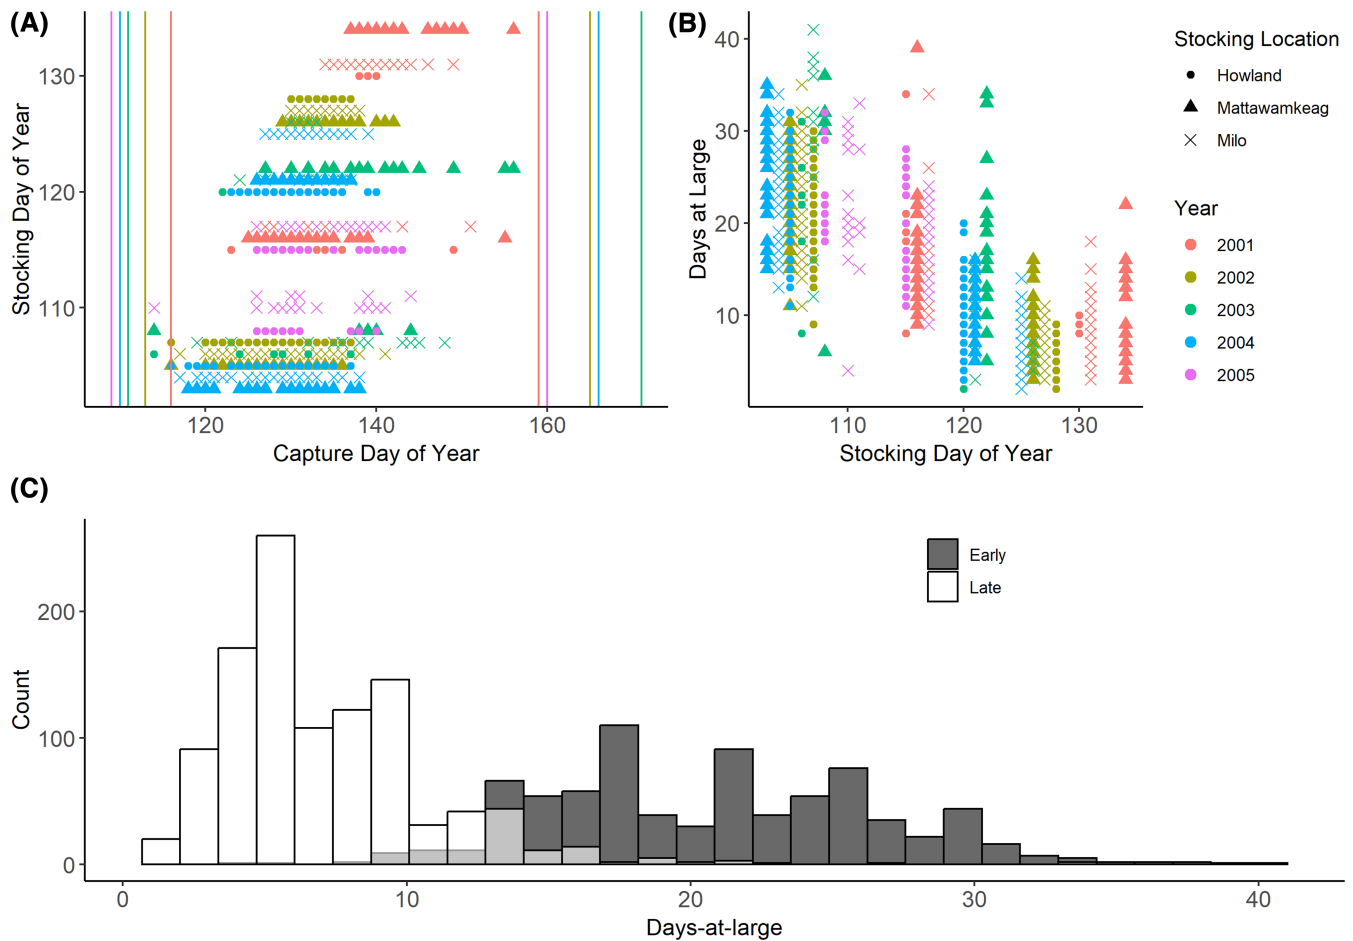 (A)
Stocking Day of Year
130
120
110
120
140
160
Capture Day of Year
(B)
Days at Large
40
30
20
10
110
120
130
Stocking Day of Year
Stocking Location
Howland
Mattawamkeag
Milo
Year
2001
2002
2003
2004
2005
(C)
Count
200
100
0
0
10
20
30
40
Days-at-large
Early
Late